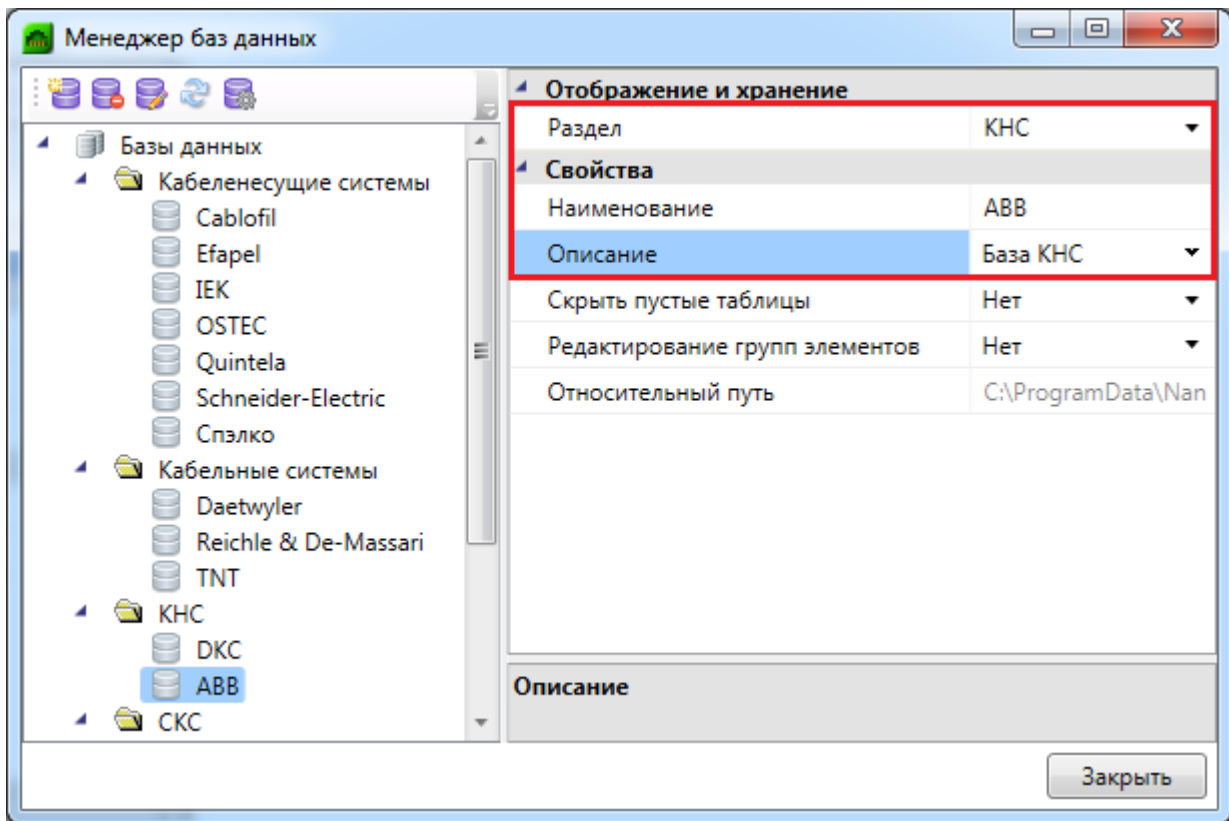 Менеджер баз данных
Базы данных
Кабеленесущие системы
Cablofil
Efapel
IEK
OSTEC
Quintela
Schneider-Electric
Спэлко
Кабельные системы
Daetwyler
Reichle & De-Massari
TNT
КНС
DKC
ABB
СКС
Отображение и хранение
Раздел КНС
Свойства
Наименование ABB
Описание База КНС
Скрыть пустые таблицы Нет
Редактирование групп элементов Нет
Относительный путь C:\ProgramData\Nan
Описание
Закрыть